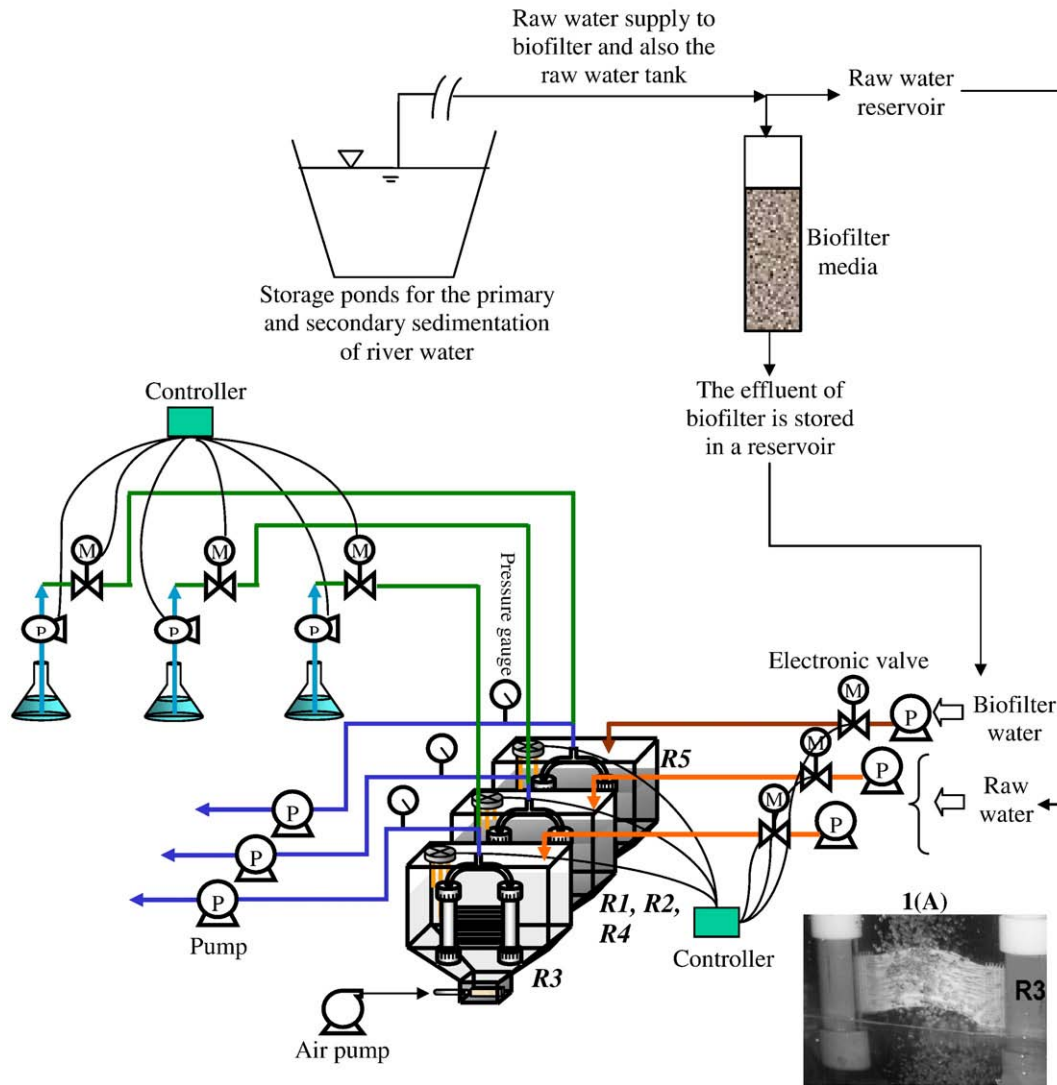 Raw water supply to
biofilter and also the
raw water tank
Raw water
reservoir
Biofilter
media
Storage ponds for the primary
and secondary sedimentation
of river water
The effluent of
biofilter is stored
in a reservoir
Controller
M
M
M
P
P
P
Pressure gauge
Electronic valve
M
P
Biofilter
water
M
P
Raw
water
M
P
R5
P
P
P
Pump
R1, R2,
R4
R3
Controller
Air pump
1(A)
R3